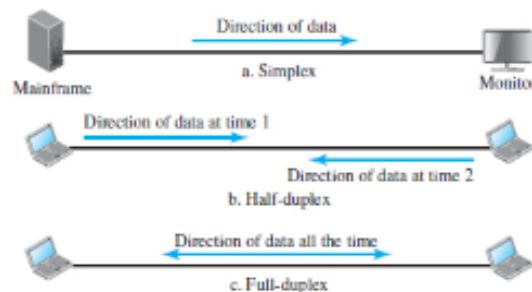 Direction of data
Mainframe
a. Simplex
Monitor
Direction of data at time 1
Direction of data at time 2
b. Half-duplex
Direction of data all the time
c. Full-duplex